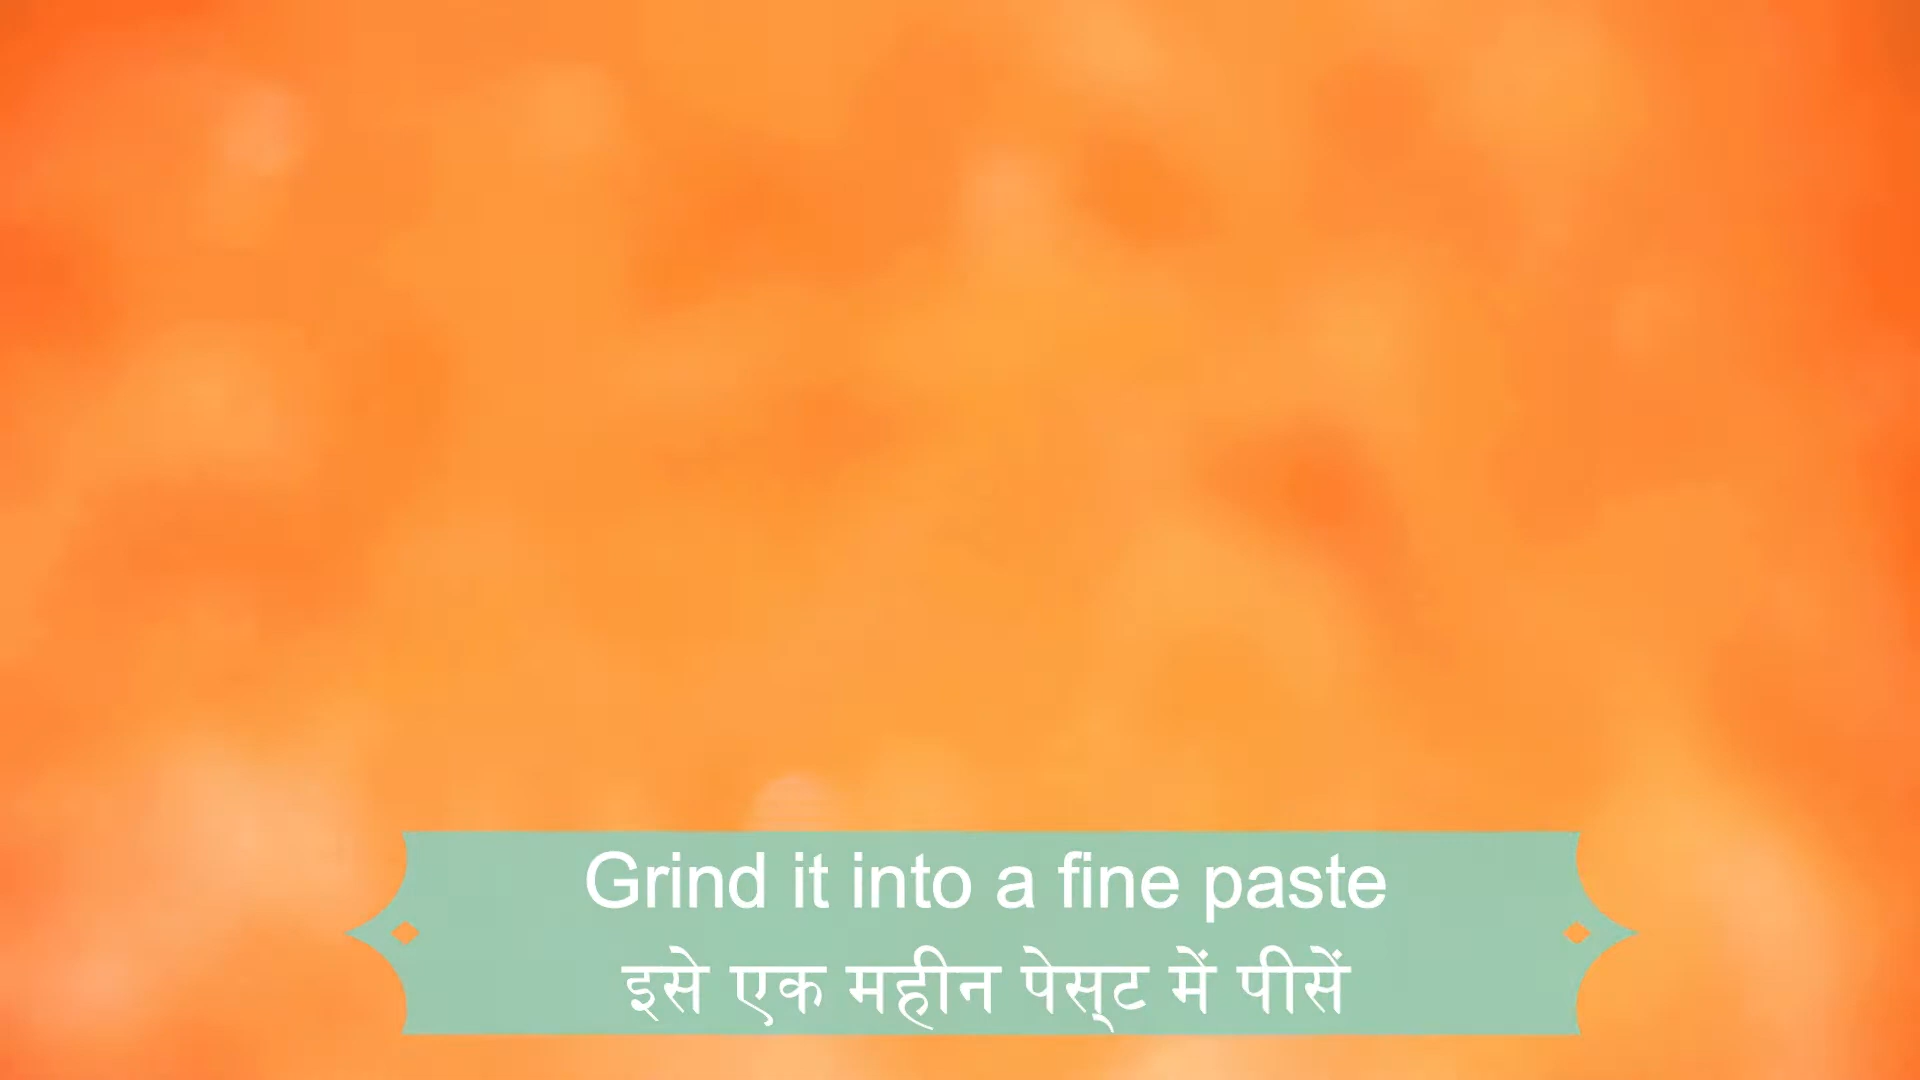 Grind it into a fine paste
इसे एक महीन पेस्‌ट में पीसें